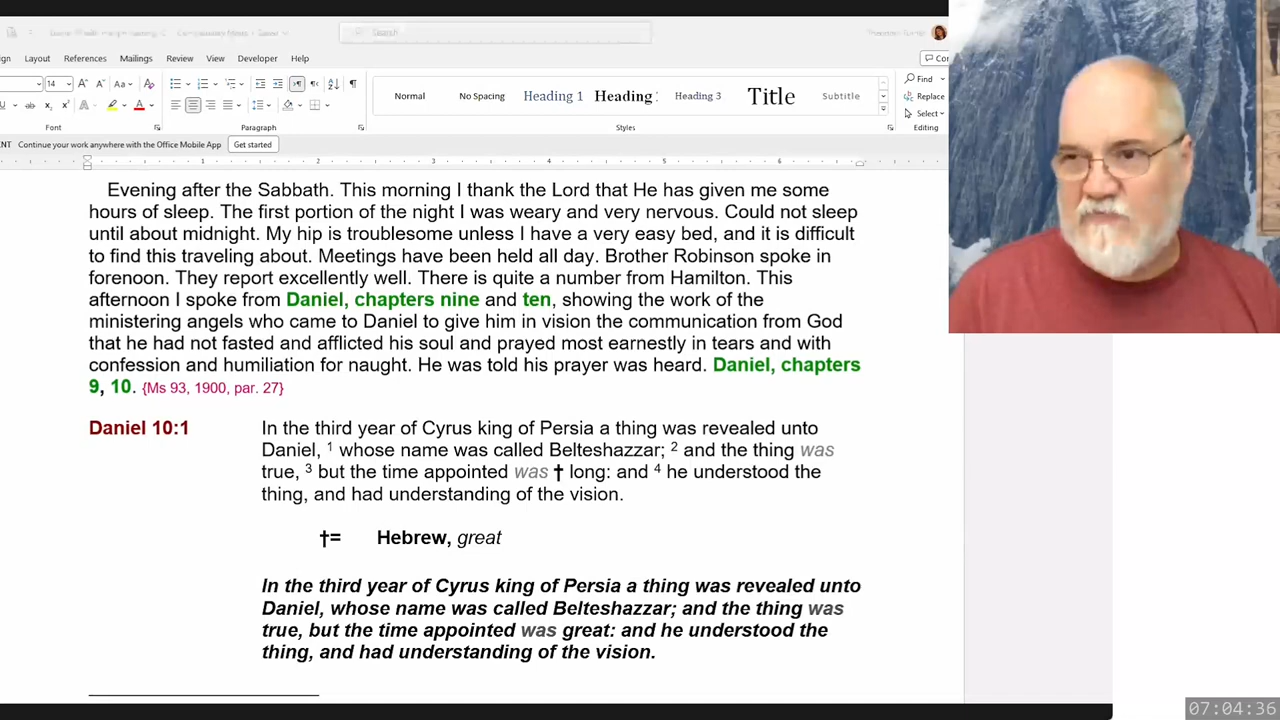 Search
Layout References Mailings Review View Developer Help
14
Find
Normal No Spacing Heading 1 Heading Heading 3 Title Subtitle
Replace
Select
Font Paragraph Styles Editing
Continue your work anywhere with the Office Mobile App Get started
1 2 3 4 5 6
Evening after the Sabbath. This morning I thank the Lord that He has given me some
hours of sleep. The first portion of the night I was weary and very nervous. Could not sleep
until about midnight. My hip is troublesome unless I have a very easy bed, and it is difficult
to find this traveling about. Meetings have been held all day. Brother Robinson spoke in
forenoon. They report excellently well. There is quite a number from Hamilton. This
afternoon I spoke from Daniel, chapters nine and ten, showing the work of the
ministering angels who came to Daniel to give him in vision the communication from God
that he had not fasted and afflicted his soul and prayed most earnestly in tears and with
confession and humiliation for naught. He was told his prayer was heard. Daniel, chapters
9, 10. {Ms 93, 1900, par. 27}
Daniel 10:1 In the third year of Cyrus king of Persia a thing was revealed unto
Daniel, 1 whose name was called Belteshazzar; 2 and the thing was
true, 3 but the time appointed was † long: and 4 he understood the
thing, and had understanding of the vision.
†= Hebrew, great
In the third year of Cyrus king of Persia a thing was revealed unto
Daniel, whose name was called Belteshazzar; and the thing was
true, but the time appointed was great: and he understood the
thing, and had understanding of the vision.
07:04:36